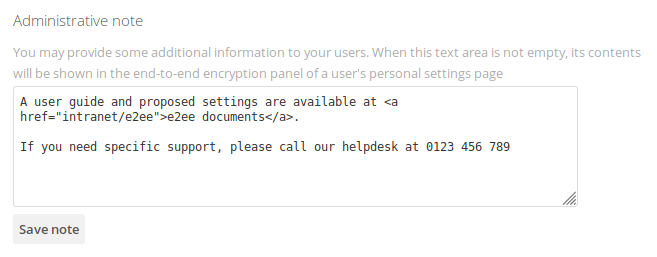 Administrative note
You may provide some additional information to your users. When this text area is not empty, its contents
will be shown in the end-to-end encryption panel of a user's personal settings page
A user guide and proposed settings are available at <a
href="intranet/e2ee">e2ee documents</a>.
If you need specific support, please call our helpdesk at 0123 456 789
Save note